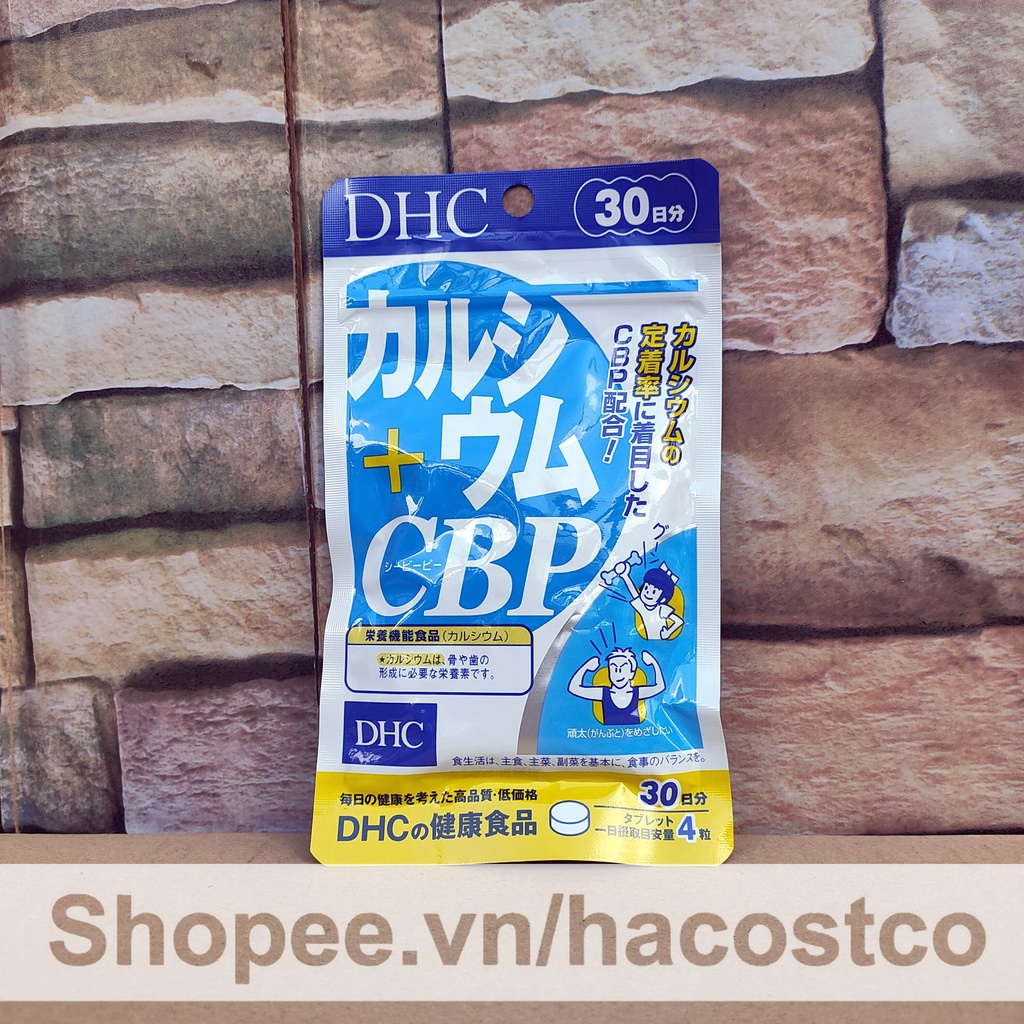 DHC
30日分
カルシ
ウム
+
CBP
シービーピー
カルシウムの
定着率に着目した
CBP配合!
グーン
栄養機能食品(カルシウム)
★カルシウムは、骨や歯の
形成に必要な栄養素です。
頑太(がんぶと)をめざしたい
DHC
食生活は、主食、主菜、副菜を基本に、食事のバランスを。
毎日の健康を考えた高品質・低価格
DHCの健康食品
30日分
タブレット
一日摂取目安量4粒
Shopee.vn/hacostco